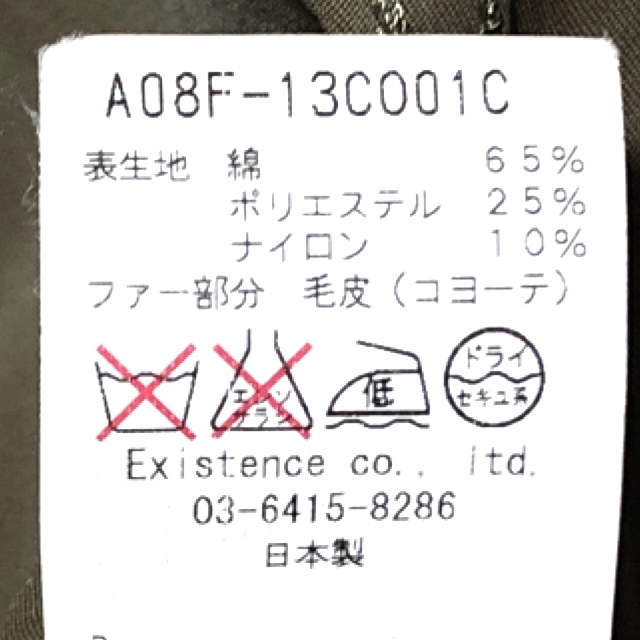 A08F-13C001C
表生地 綿 65%
ポリエステル 25%
ナイロン 10%
ファー部分 毛皮(コヨーテ)
エンソ
サラシ
低
ドライ
セキユ系
Existence co., ltd.
03-6415-8286
日本製